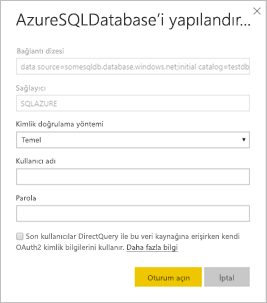 AzureSQLDatabase'i yapılandır...
Bağlantı dizesi
data source=somesqldb.database.windows.net;initial catalog=testdb
Sağlayıcı
SQLAZURE
Kimlik doğrulama yöntemi
Temel
Kullanıcı adı
Parola
Son kullanıcılar DirectQuery ile bu veri kaynağına erişirken kendi
OAuth2 kimlik bilgilerini kullanır. Daha fazla bilgi
Oturum açın
İptal